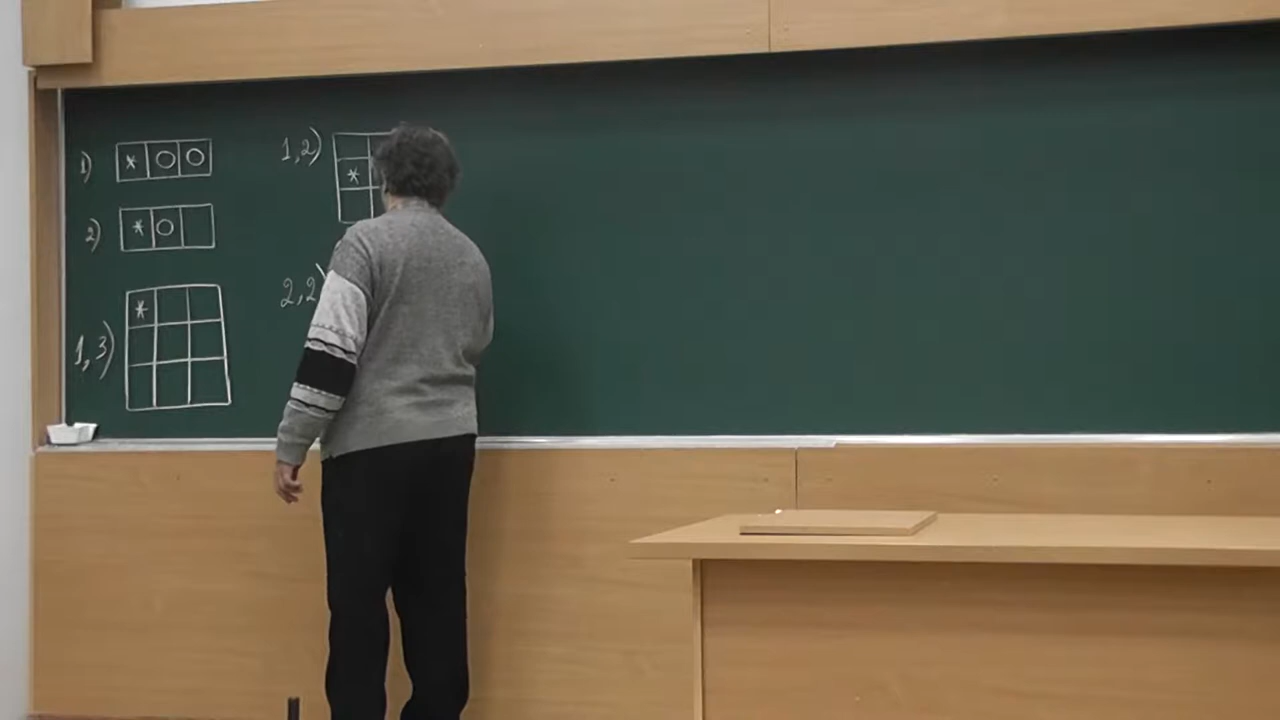 1) * ○ ○
2) * ○
1,3) *
1,2) *
2,2)